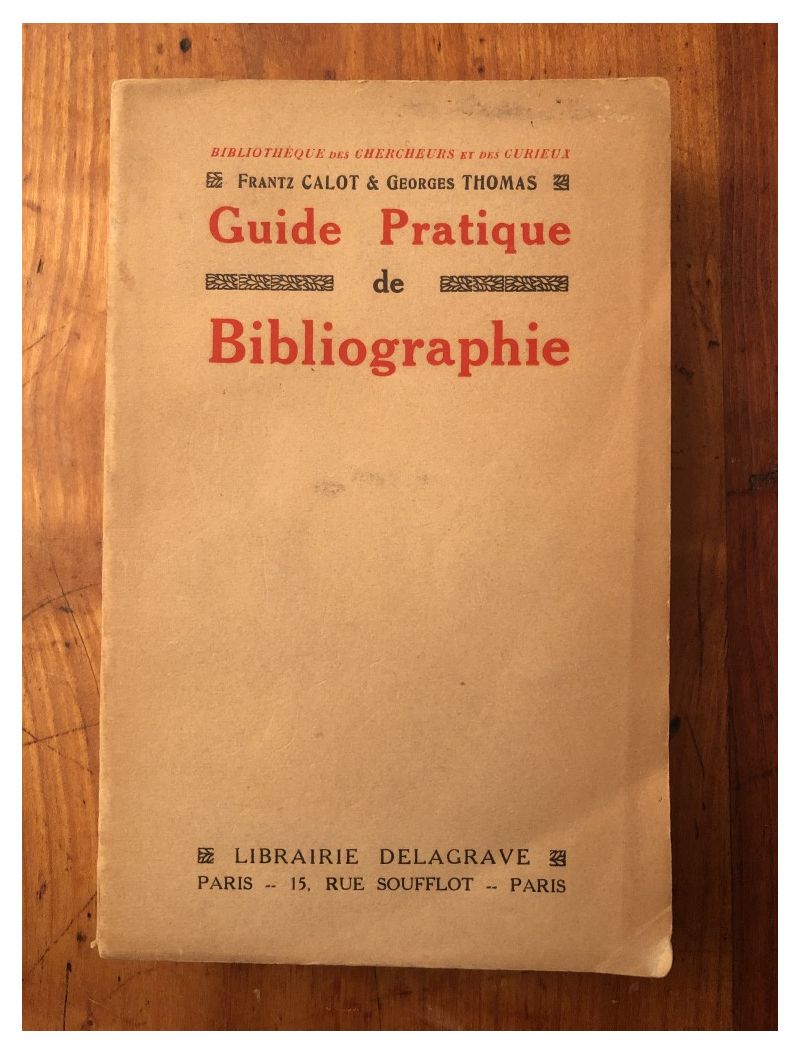 BIBLIOTHÈQUE DES CHERCHEURS ET DES CURIEUX
FRANTZ CALOT & GEORGES THOMAS
Guide Pratique
de
Bibliographie
LIBRAIRIE DELAGRAVE
PARIS -- 15, RUE SOUFFLOT -- PARIS